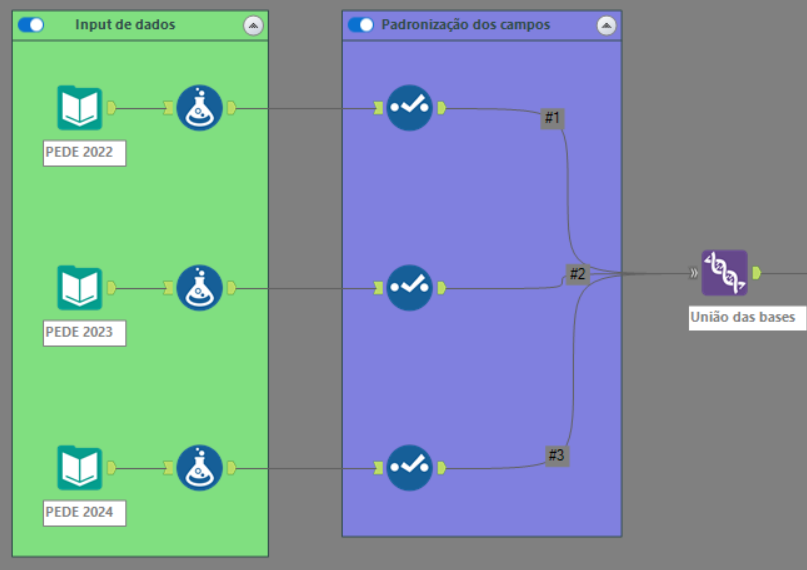 Input de dados
Padronização dos campos
PEDE 2022
#1
PEDE 2023
#2
União das bases
PEDE 2024
#3